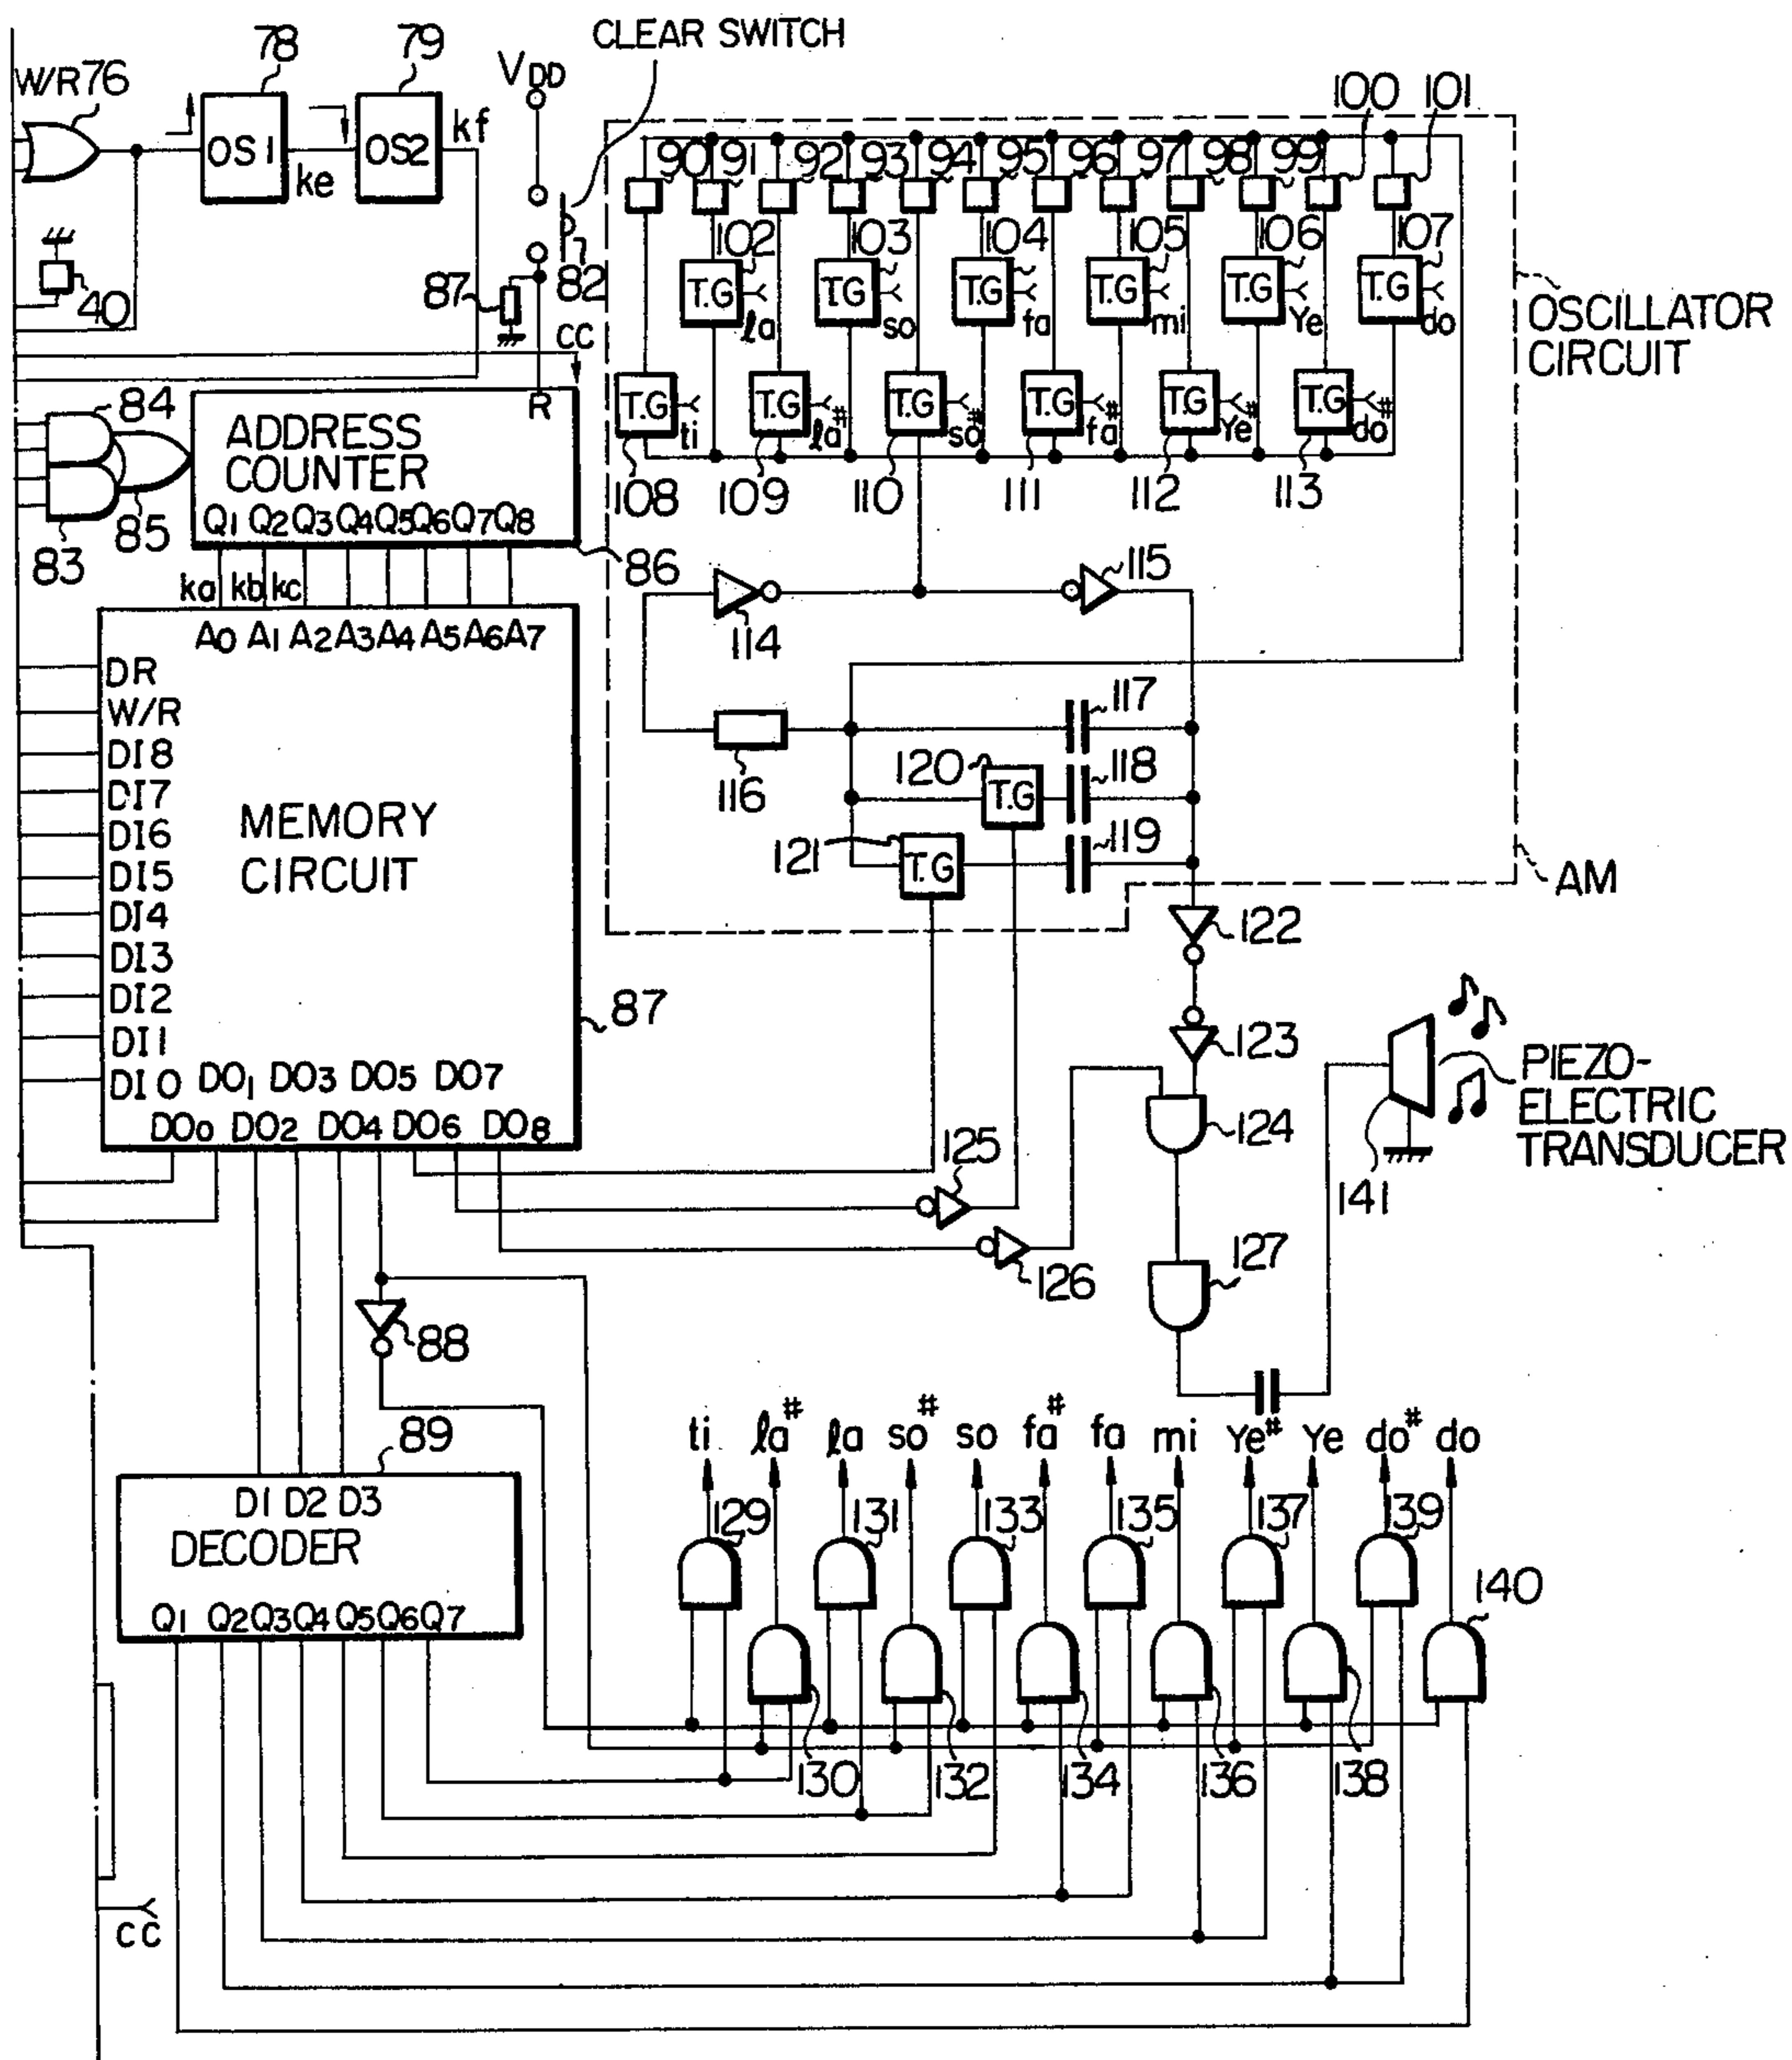 CLEAR SWITCH
78
79
W/R 76
VDD
kf
OS1
OS2
ke
100
101
90
91
92
93
94
95
96
97
98
99
40
87
82
CC
102
103
104
105
106
107
T.G
T.G
T.G
T.G
T.G
T.G
la
so
fa
mi
Ye
do
OSCILLATOR
CIRCUIT
84
R
ADDRESS
COUNTER
T.G
T.G
T.G
T.G
T.G
T.G
ti
la#
so#
fa#
Ye#
do#
108
109
110
111
112
113
83
85
Q1 Q2 Q3 Q4 Q5 Q6 Q7 Q8
86
ka
kb
kc
115
114
A0 A1 A2 A3 A4 A5 A6 A7
DR
W/R
DI8
DI7
DI6
DI5
DI4
DI3
DI2
DI1
DI0
MEMORY
CIRCUIT
87
116
117
118
119
120
T.G
121
T.G
AM
122
123
124
PIEZO-
ELECTRIC
TRANSDUCER
141
DO1 DO3 DO5 DO7
DO0 DO2 DO4 DO6 DO8
125
126
127
88
89
D1 D2 D3
DECODER
Q1 Q2 Q3 Q4 Q5 Q6 Q7
ti la# la so# so fa# fa mi Ye# Ye do# do
129
131
133
135
137
139
140
130
132
134
136
138
CC